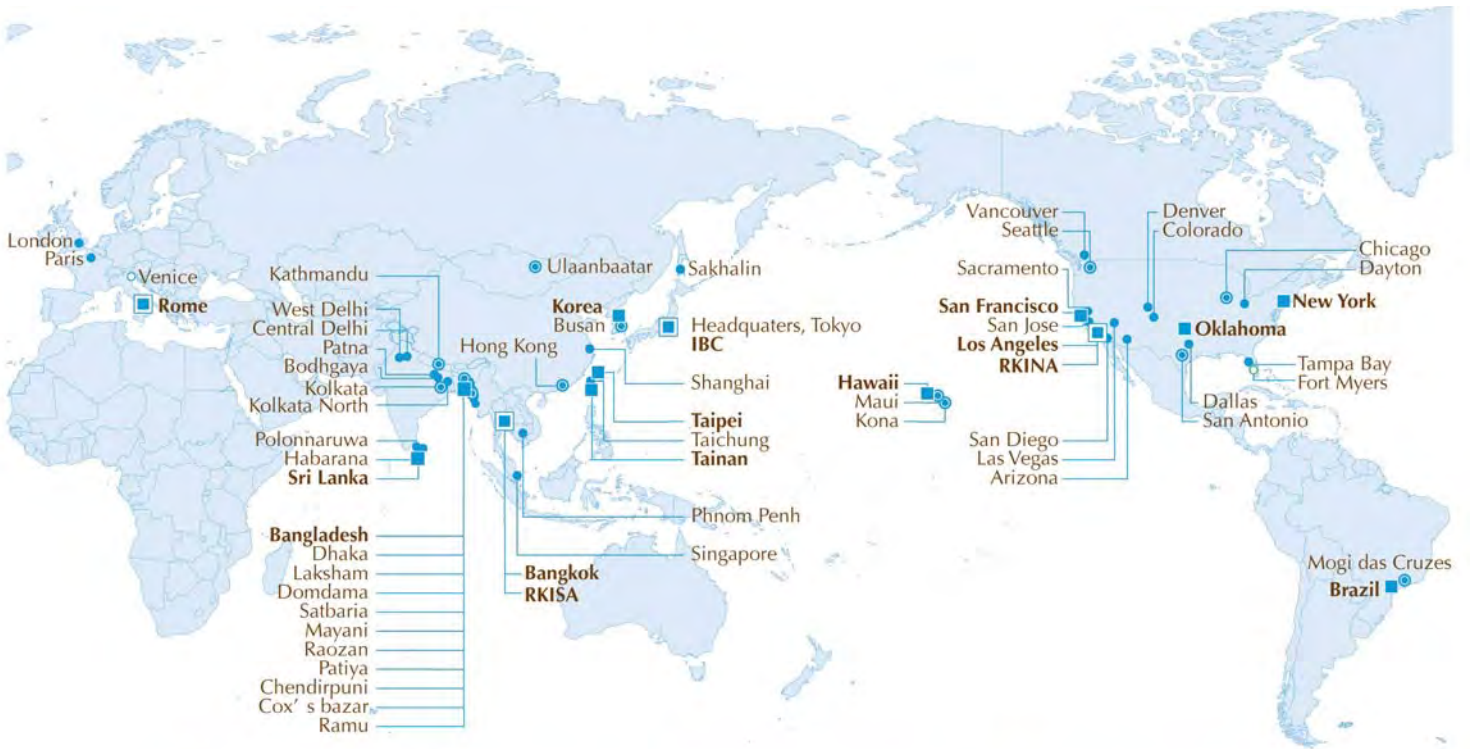 London
Paris
Venice
Rome
Kathmandu
West Delhi
Central Delhi
Patna
Bodhgaya
Kolkata
Kolkata North
Polonnaruwa
Habarana
Sri Lanka
Bangladesh
Dhaka
Laksham
Domdama
Satbaria
Mayani
Raozan
Patiya
Chendirpuni
Cox’ s bazar
Ramu
Ulaanbaatar
Sakhalin
Korea
Busan
Headquaters, Tokyo
IBC
Hong Kong
Shanghai
Taipei
Taichung
Tainan
Phnom Penh
Singapore
Bangkok
RKISA
Hawaii
Maui
Kona
Vancouver
Seattle
Sacramento
San Francisco
San Jose
Los Angeles
RKINA
San Diego
Las Vegas
Arizona
Denver
Colorado
Chicago
Dayton
New York
Oklahoma
Tampa Bay
Fort Myers
Dallas
San Antonio
Mogi das Cruzes
Brazil